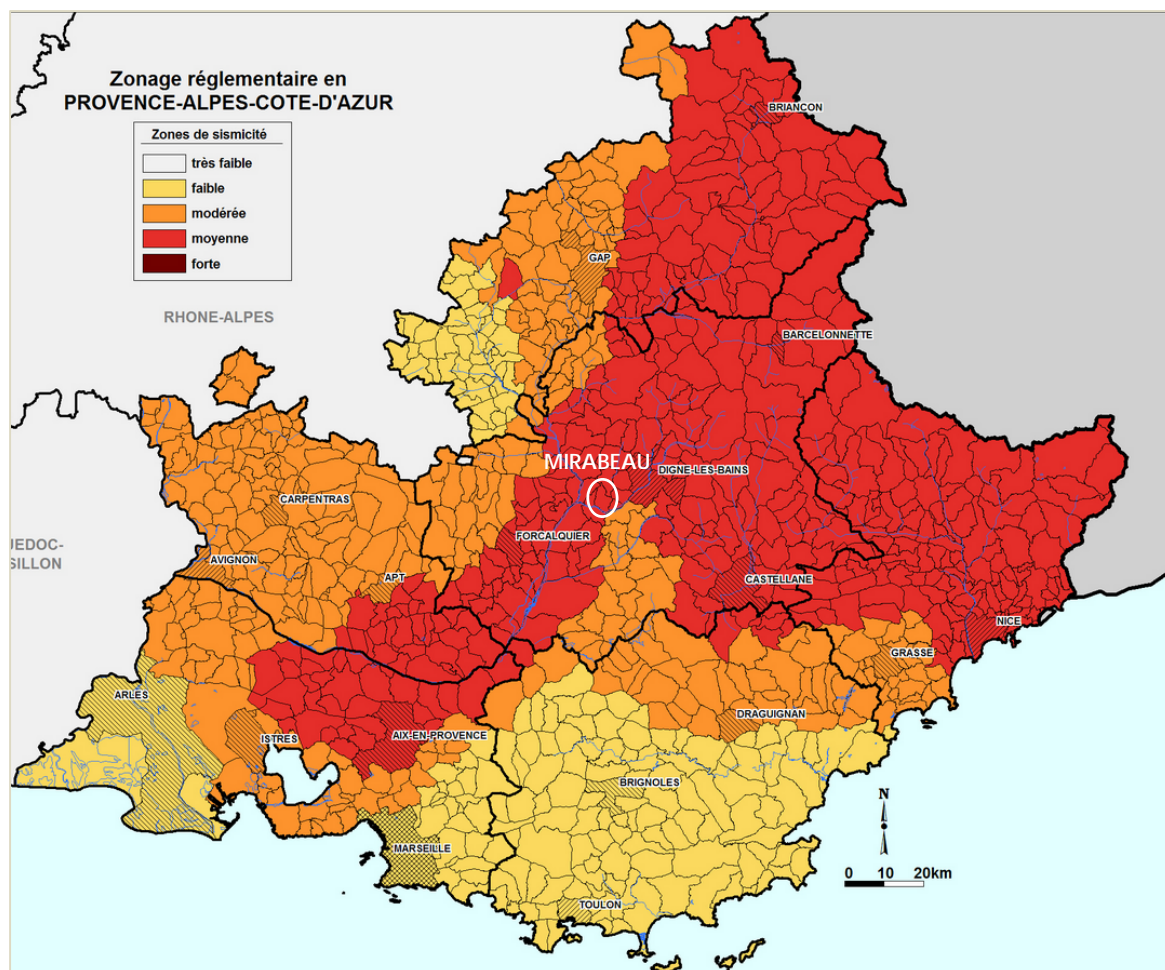 Zonage réglementaire en
PROVENCE-ALPES-COTE-D'AZUR
Zones de sismicité
très faible
faible
modérée
moyenne
forte
BRIANCON
GAP
RHONE-ALPES
BARCELONNETTE
MIRABEAU
DIGNE-LES-BAINS
CARPENTRAS
FORCALQUIER
UEDOC-
SILLON
AVIGNON
APT
CASTELLANE
NICE
GRASSE
ARLES
DRAGUIGNAN
ISTRES
AIX-EN-PROVENCE
BRIGNOLES
N
MARSEILLE
0 10 20km
TOULON